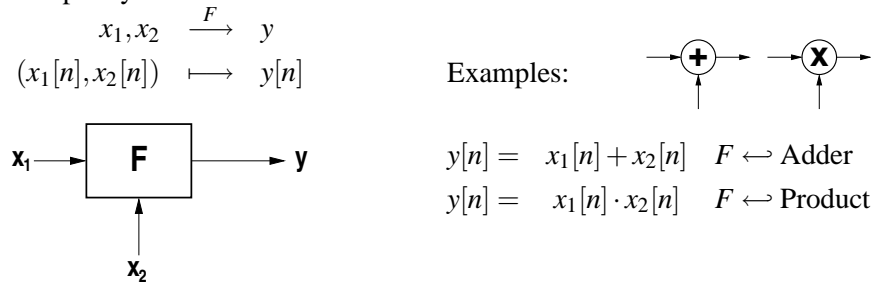 x₁, x₂ —F→ y
(x₁[n], x₂[n]) ⟼ y[n]
x₁ F y
x₂
Examples: + x
y[n] = x₁[n] + x₂[n] F ↩ Adder
y[n] = x₁[n] · x₂[n] F ↩ Product